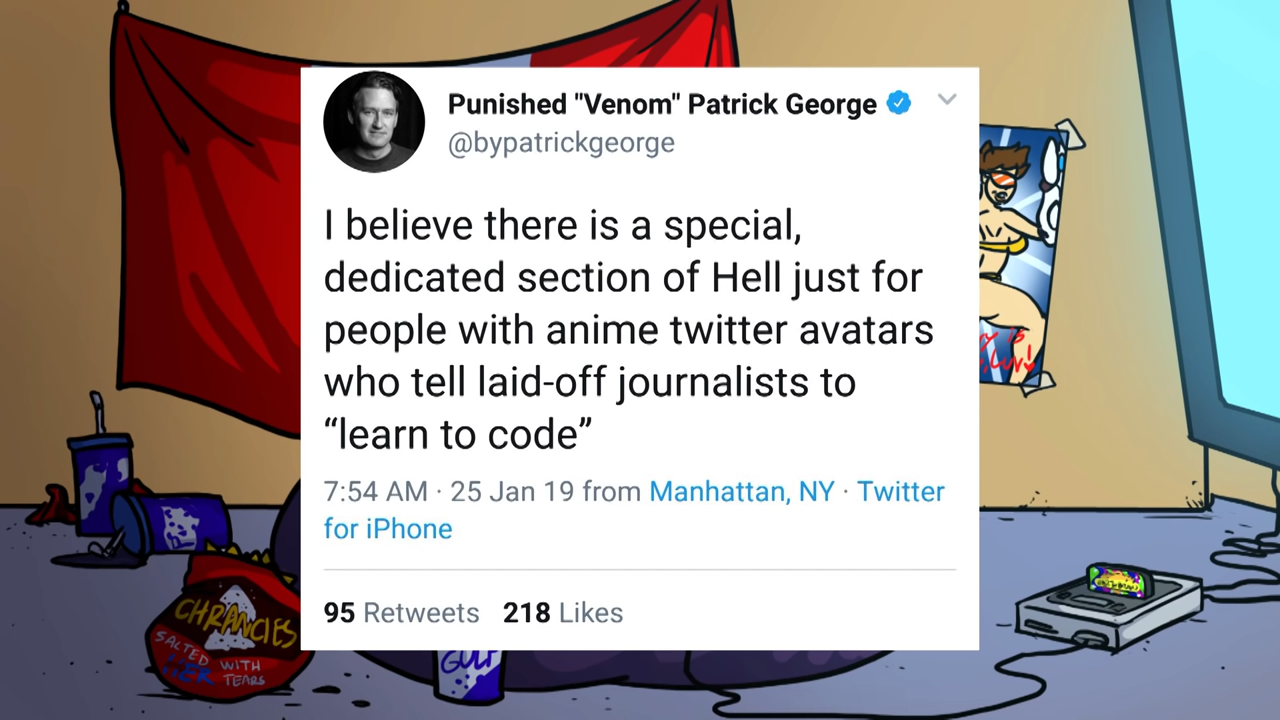 Punished "Venom" Patrick George
@bypatrickgeorge
I believe there is a special,
dedicated section of Hell just for
people with anime twitter avatars
who tell laid-off journalists to
“learn to code”
7:54 AM · 25 Jan 19 from Manhattan, NY · Twitter
for iPhone
95 Retweets 218 Likes
CHRANCIES
SALTED WITH
HER TEARS
GULP